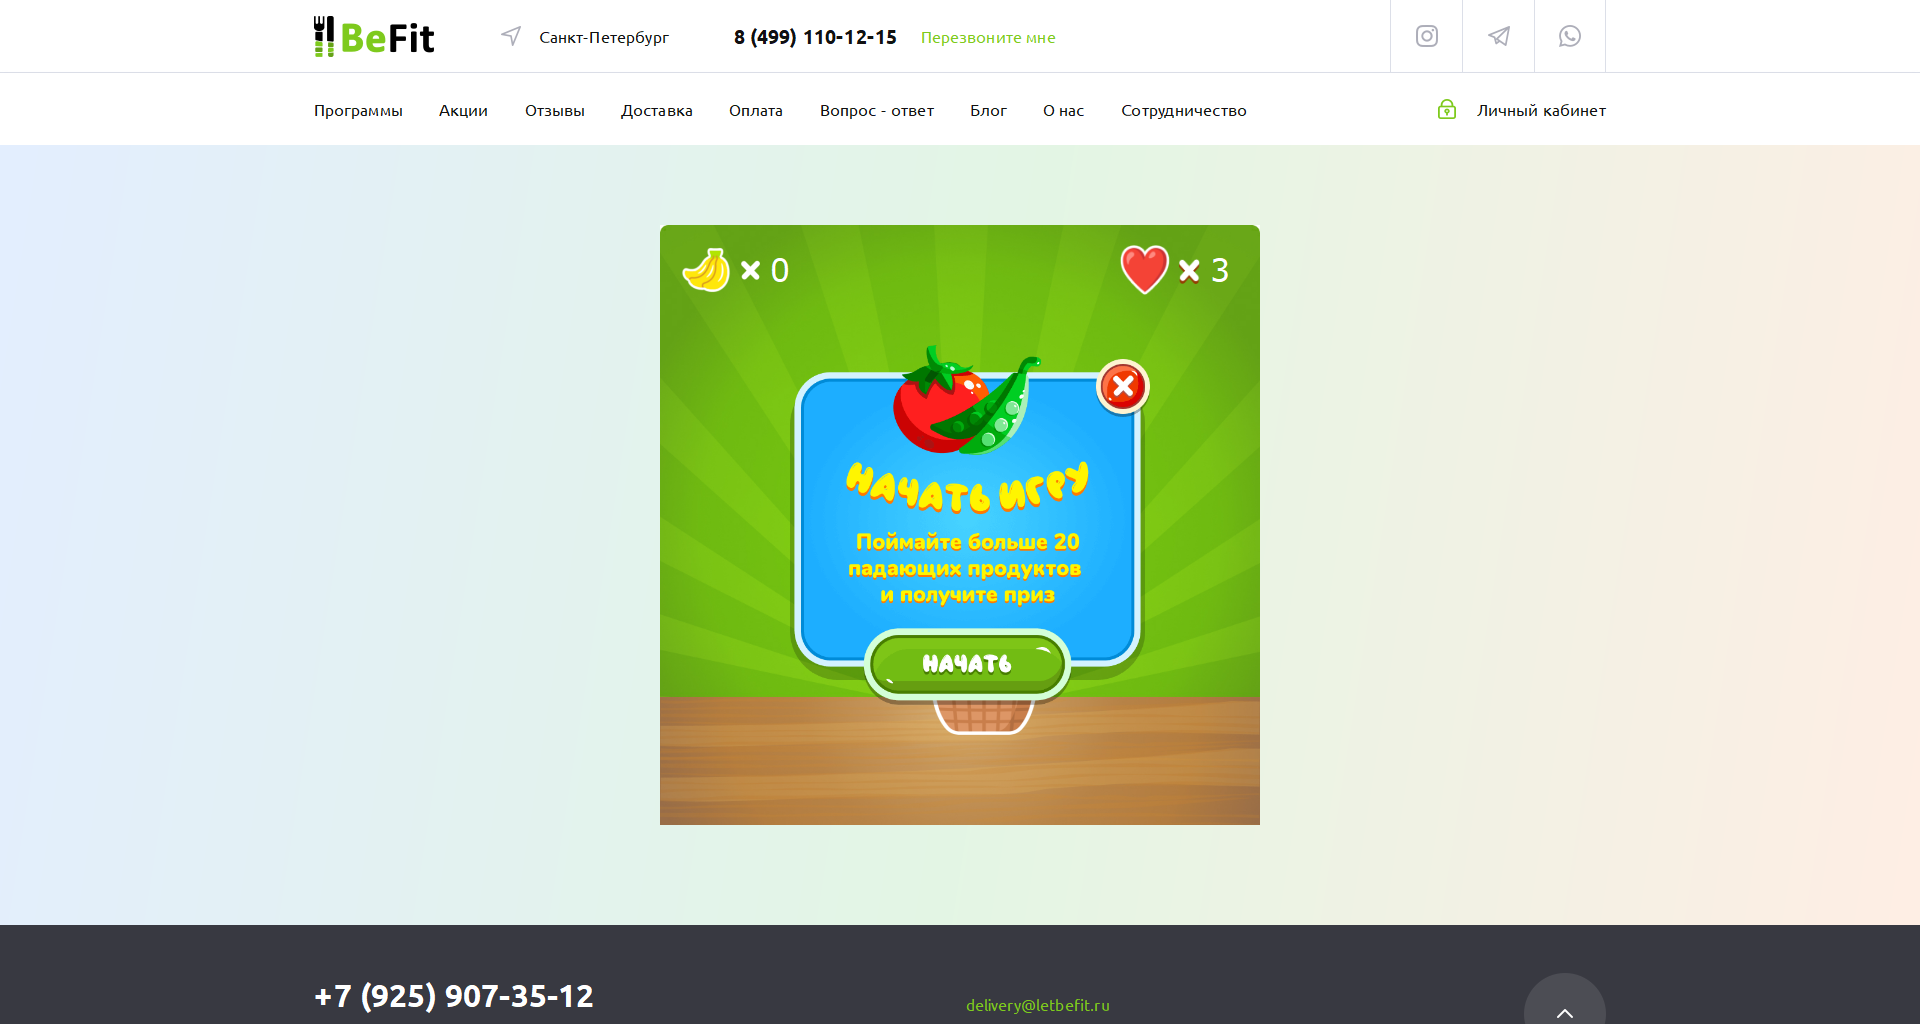 BeFit
Санкт-Петербург
8 (499) 110-12-15
Перезвоните мне
Программы
Акции
Отзывы
Доставка
Оплата
Вопрос - ответ
Блог
О нас
Сотрудничество
Личный кабинет
× 0
× 3
НАЧАТЬ ИГРУ
Поймайте больше 20
падающих продуктов
и получите приз
НАЧАТЬ
+7 (925) 907-35-12
delivery@letbefit.ru